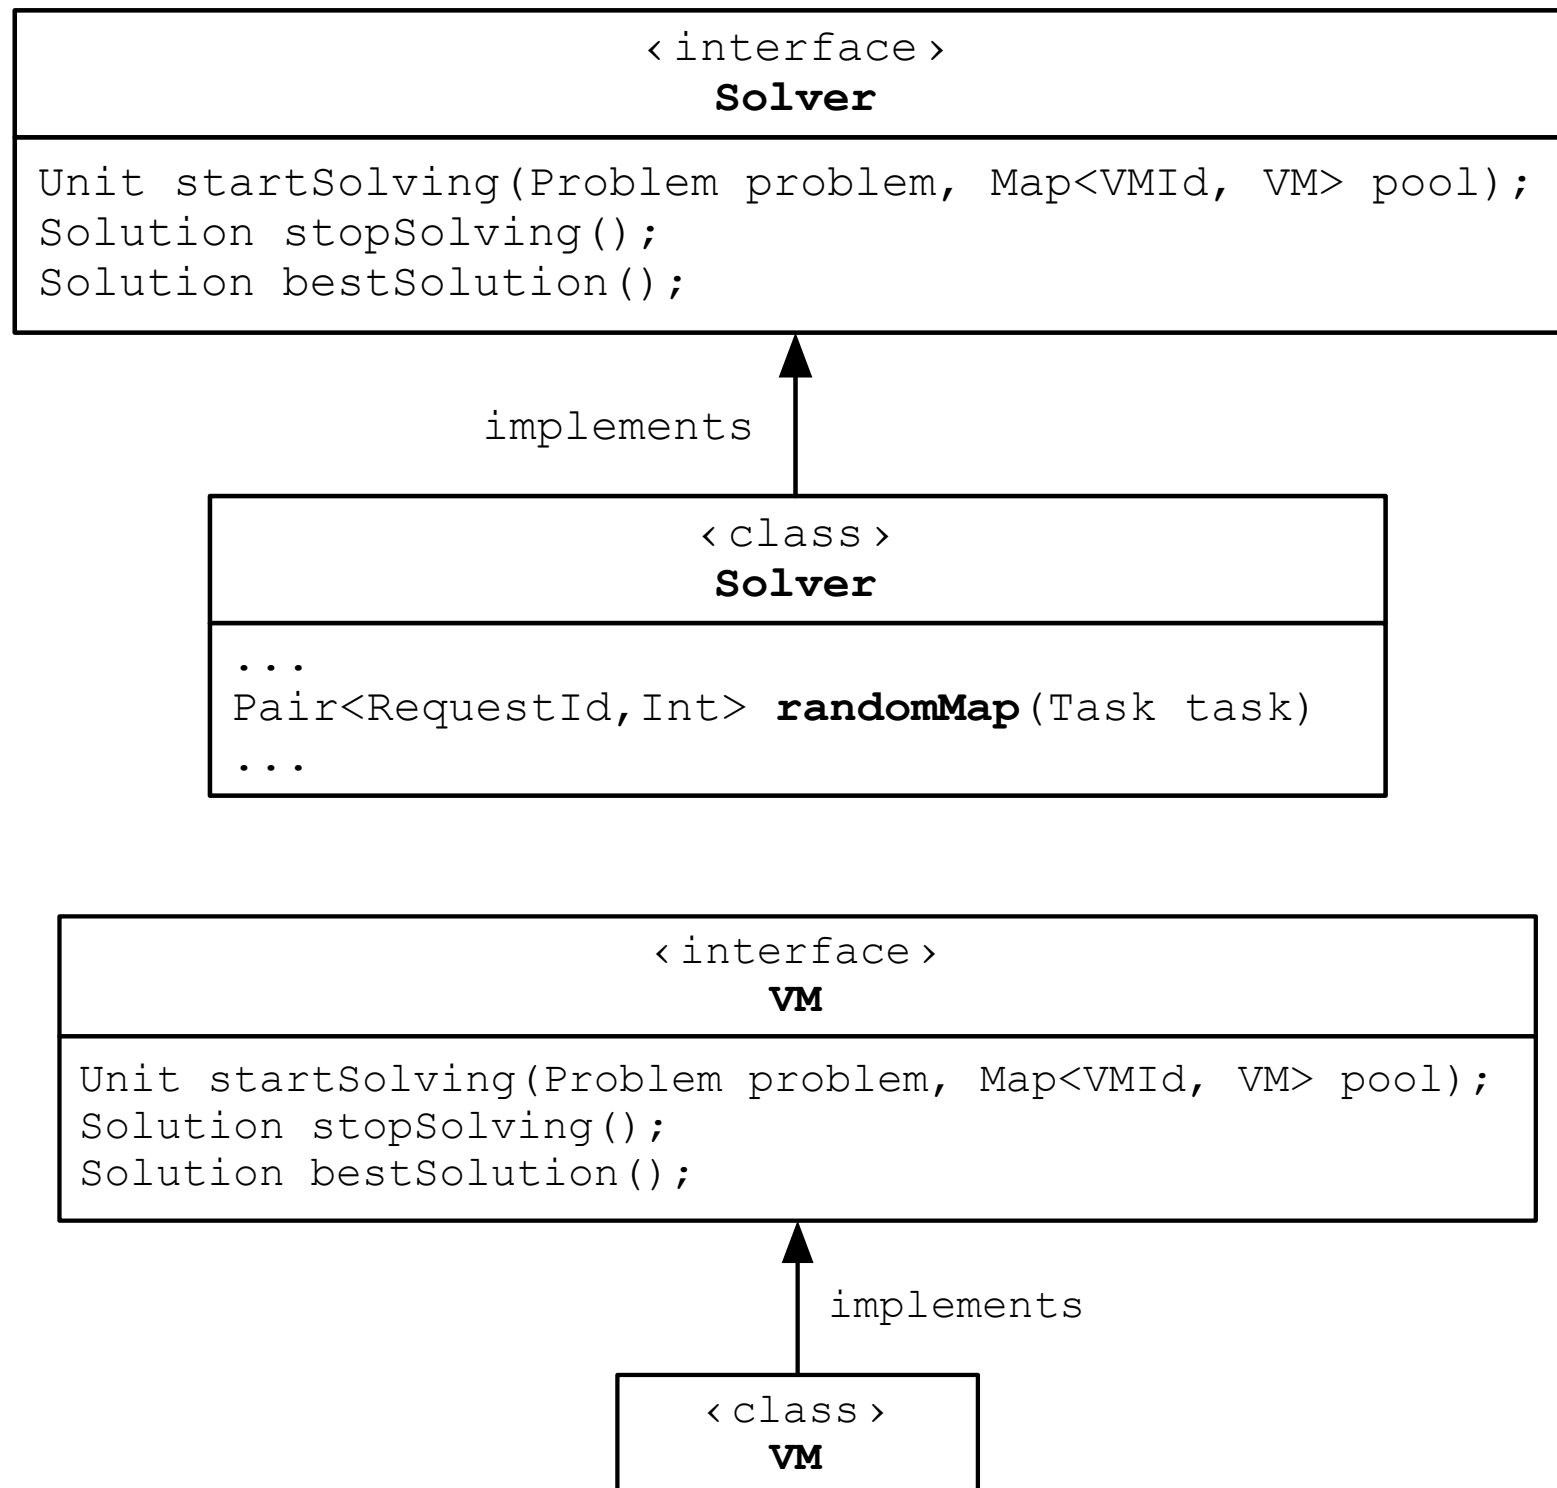 ‹interface›
Solver
Unit startSolving(Problem problem, Map<VMId, VM> pool);
Solution stopSolving();
Solution bestSolution();
implements
‹class›
Solver
...
Pair<RequestId,Int> randomMap(Task task)
...
‹interface›
VM
Unit startSolving(Problem problem, Map<VMId, VM> pool);
Solution stopSolving();
Solution bestSolution();
implements
‹class›
VM